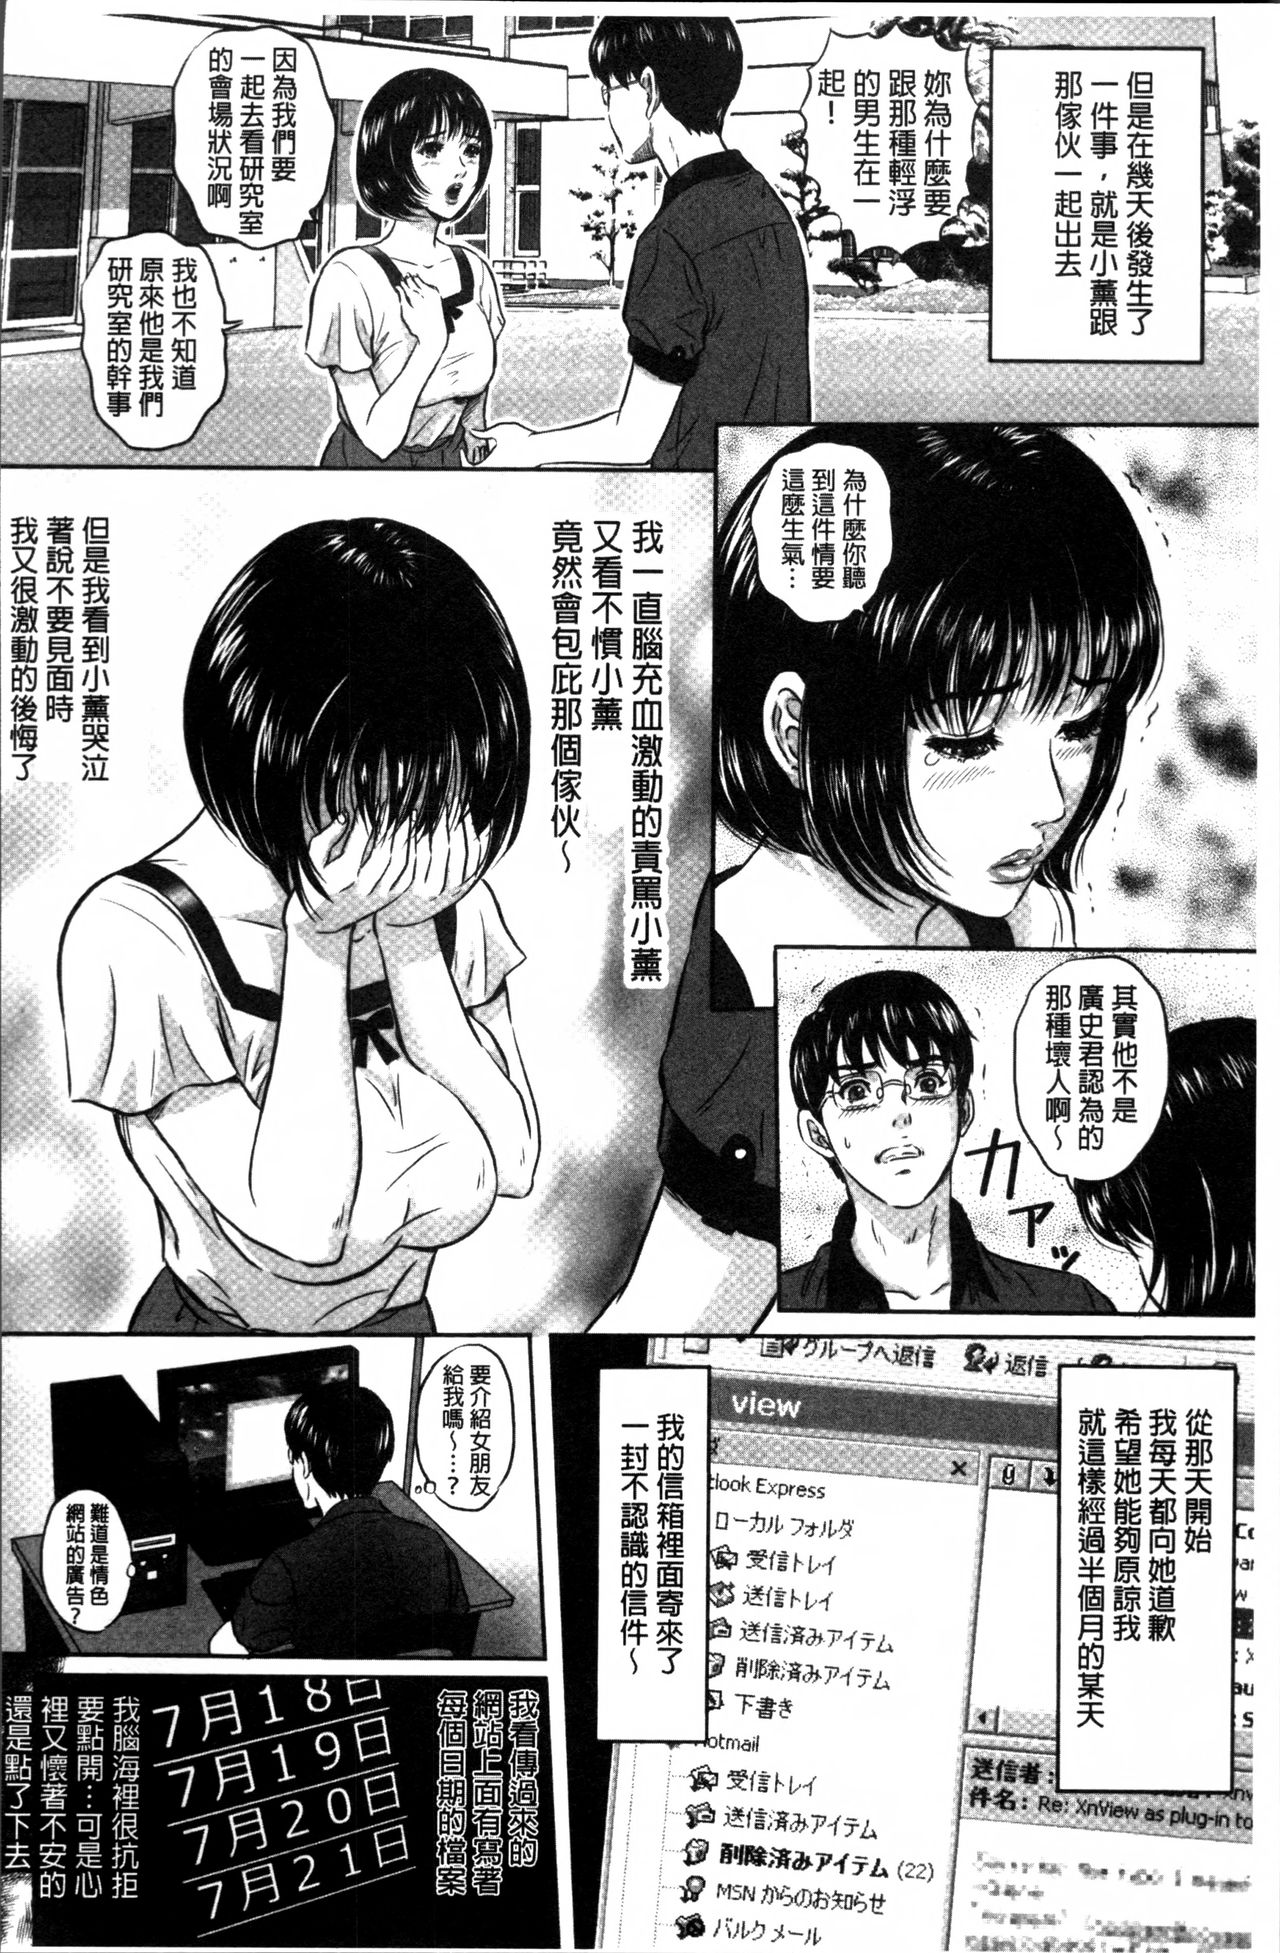 但是在幾天後發生了
一件事，就是小薰跟
那傢伙一起出去
妳為什麼要
跟那種輕浮
的男生在一
起！
因為我們要
一起去看研究室
的會場狀況啊
我也不知道
原來他是我們
研究室的幹事
為什麼你聽
到這件情要
這麼生氣…
其實他不是
廣史君認為的
那種壞人啊～
カァッ
我一直腦充血激動的責罵小薰
又看不慣小薰
竟然會包庇那個傢伙～
但是我看到小薰哭泣
著說不要見面時
我又很激動的後悔了
從那天開始
我每天都向她道歉
希望她能夠原諒我
就這樣經過半個月的某天
グループへ返信
返信
view
tlook Express
ローカル フォルダ
受信トレイ
送信トレイ
送信済みアイテム
削除済みアイテム
下書き
Hotmail
受信トレイ
送信済みアイテム
削除済みアイテム (22)
MSN からのお知らせ
バルク メール
送信者：
件名：Re: XnView as plug-in to
我的信箱裡面寄來了
一封不認識的信件～
要介紹女朋友
給我嗎～…？
難道是情色
網站的廣告？
我看傳過來的
網站上面有寫著
每個日期的檔案
7月18日
7月19日
7月20日
7月21日
我腦海裡很抗拒
要點開…可是心
裡又懷著不安的
還是點了下去